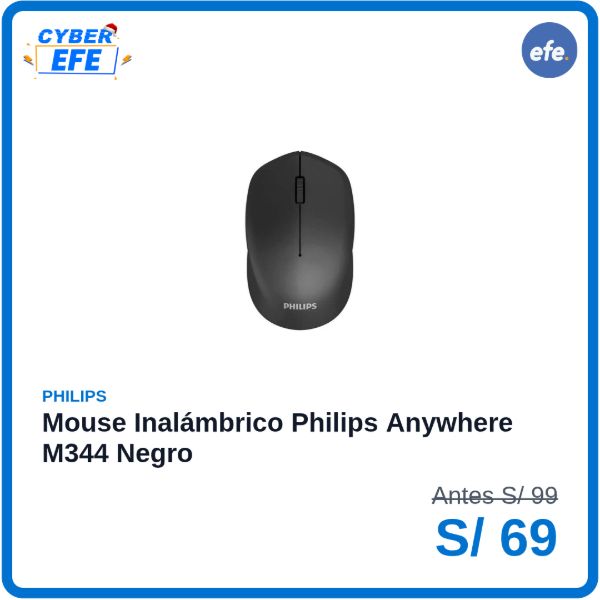 CYBER
EFE
efe.
PHILIPS
PHILIPS
Mouse Inalámbrico Philips Anywhere
M344 Negro
Antes S/ 99
S/ 69